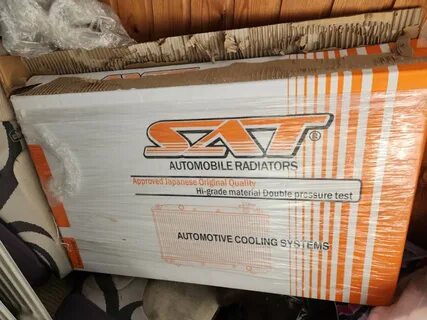 SAT®
AUTOMOBILE RADIATORS
Approved Japanese Original Quality
Hi-grade material Double pressure test
AUTOMOTIVE COOLING SYSTEMS